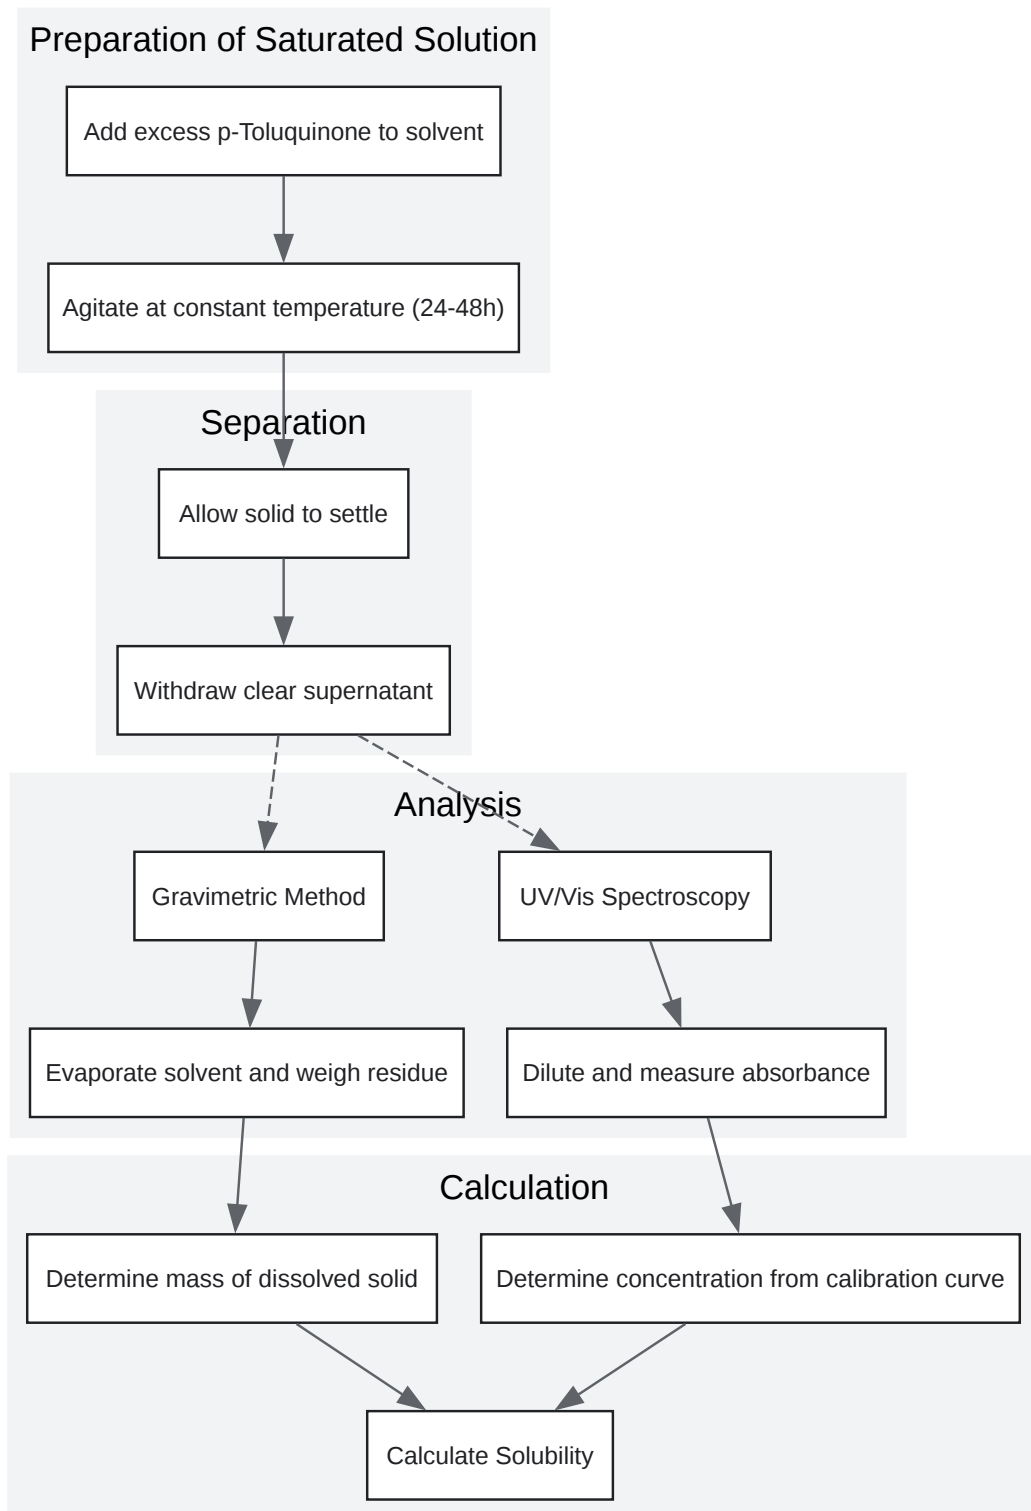 Preparation of Saturated Solution
Add excess p-Toluquinone to solvent
Agitate at constant temperature (24-48h)
Separation
Allow solid to settle
Withdraw clear supernatant
Analysis
Gravimetric Method
UV/Vis Spectroscopy
Evaporate solvent and weigh residue
Dilute and measure absorbance
Calculation
Determine mass of dissolved solid
Determine concentration from calibration curve
Calculate Solubility